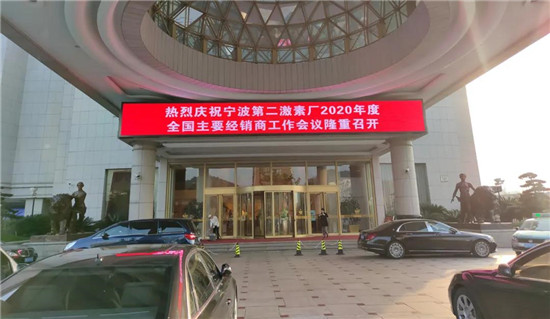 热烈庆祝宁波第二激素厂2020年度
全国主要经销商工作会议隆重召开